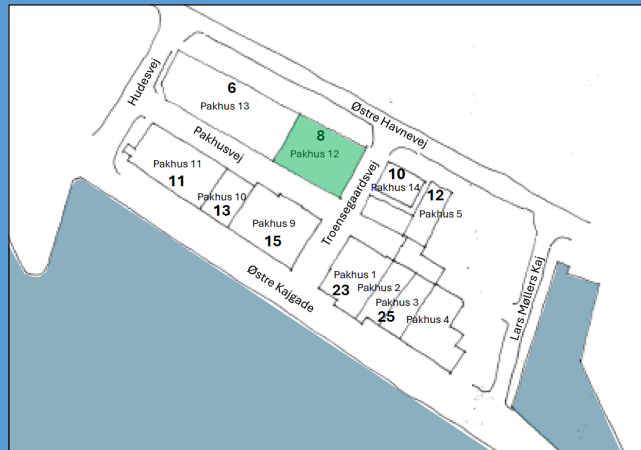 6
Pakhus 13
Hudesvej
Østre Havnevej
8
Pakhus 12
Pakhusvej
Pakhus 11
11
Pakhus 10
13
Pakhus 9
15
Troensegaardsvej
10
Pakhus 14
12
Pakhus 5
Østre Kajgade
Pakhus 1
23
Pakhus 2
Pakhus 3
25
Pakhus 4
Lars Møllers Kaj